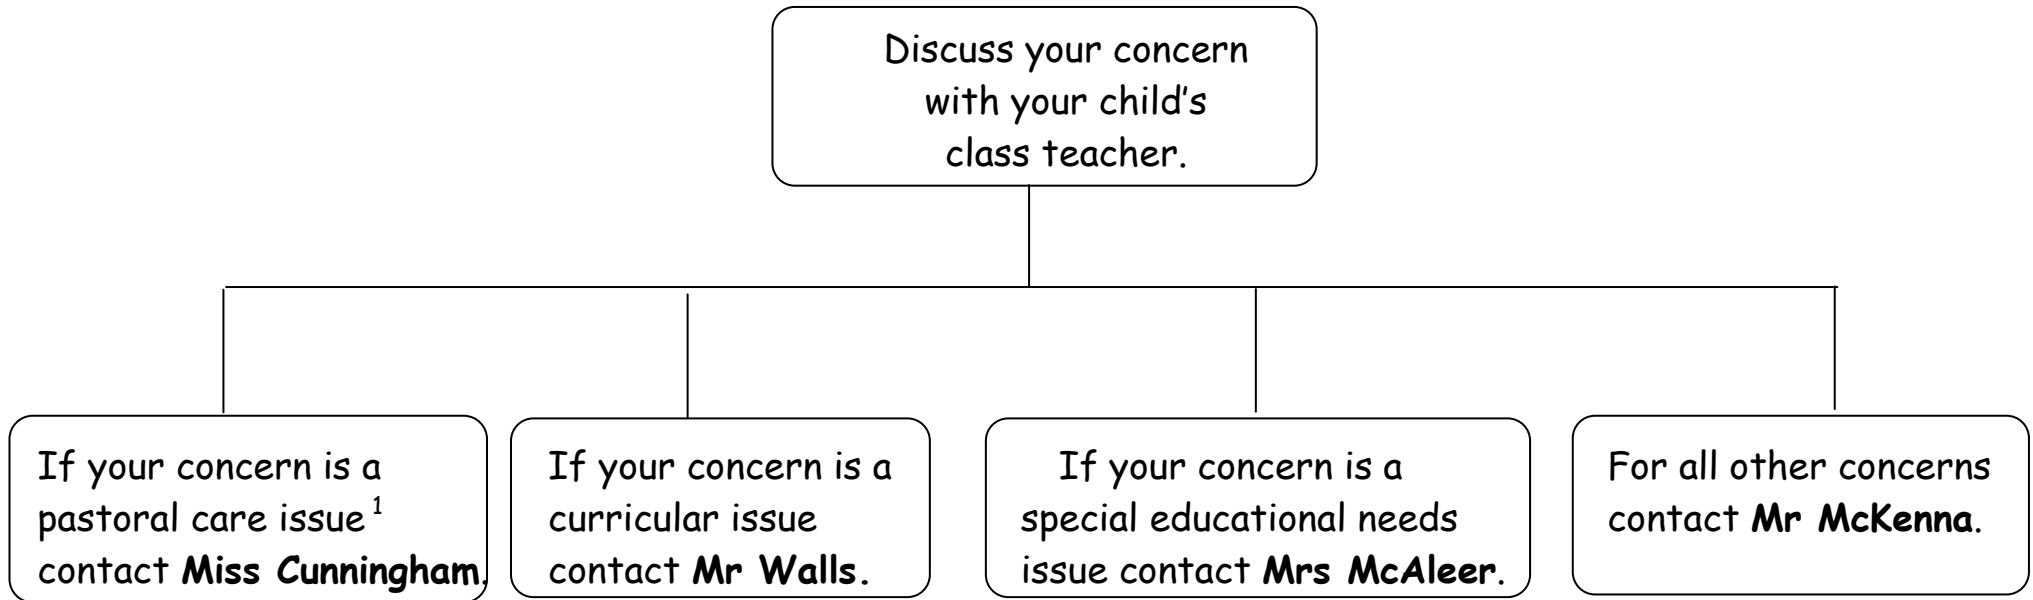 Discuss your concern
with your child’s
class teacher.
If your concern is a
pastoral care issue 1
contact Miss Cunningham.
If your concern is a
curricular issue
contact Mr Walls.
If your concern is a
special educational needs
issue contact Mrs McAleer.
For all other concerns
contact Mr McKenna.